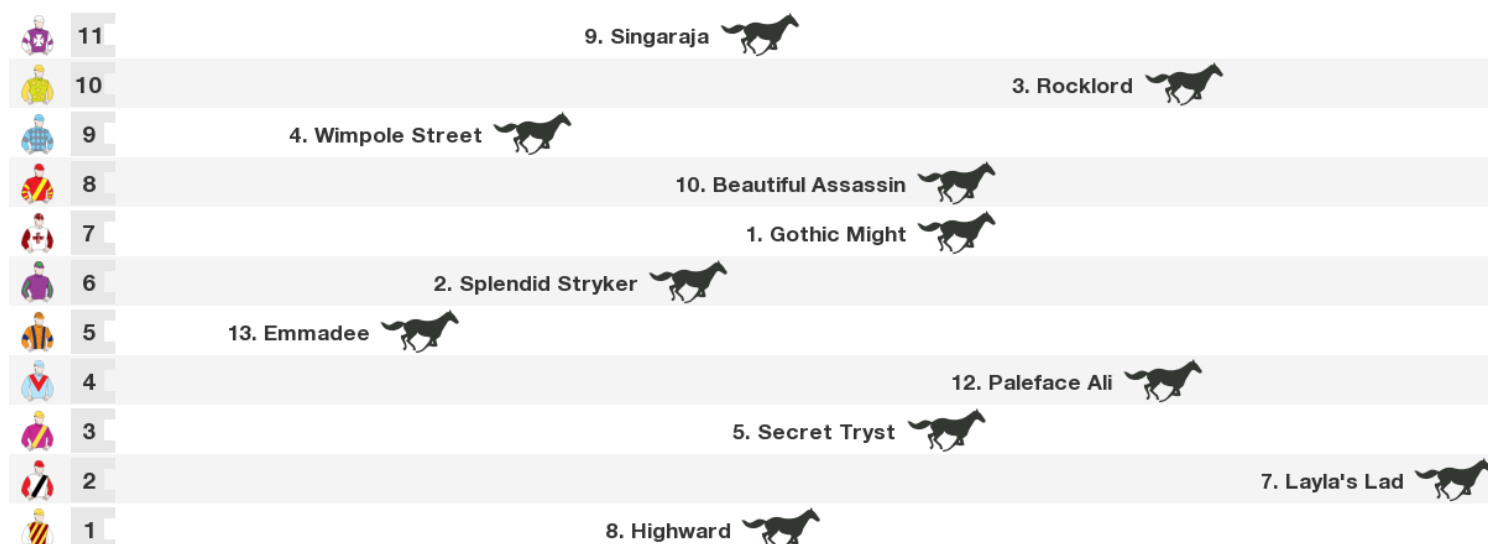 11 9. Singaraja
10 3. Rocklord
9 4. Wimpole Street
8 10. Beautiful Assassin
7 1. Gothic Might
6 2. Splendid Stryker
5 13. Emmadee
4 12. Paleface Ali
3 5. Secret Tryst
2 7. Layla's Lad
1 8. Highward